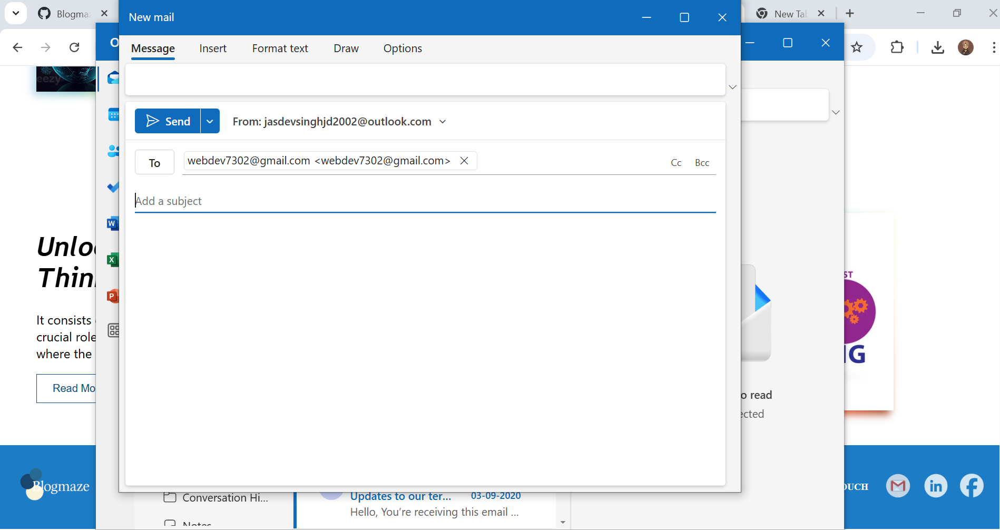 Blogma
New Tab
New mail
Message Insert Format text Draw Options
Send
From: jasdevsinghjd2002@outlook.com
To
webdev7302@gmail.com <webdev7302@gmail.com>
Cc Bcc
Add a subject
eezy
Unlo
Thin
It consists
crucial role
where the
Read Mo
ST
IG
o read
ected
Blogmaze
OUCH
Conversation Hi...
Notes
Updates to our ter... 03-09-2020
Hello, You’re receiving this email ...